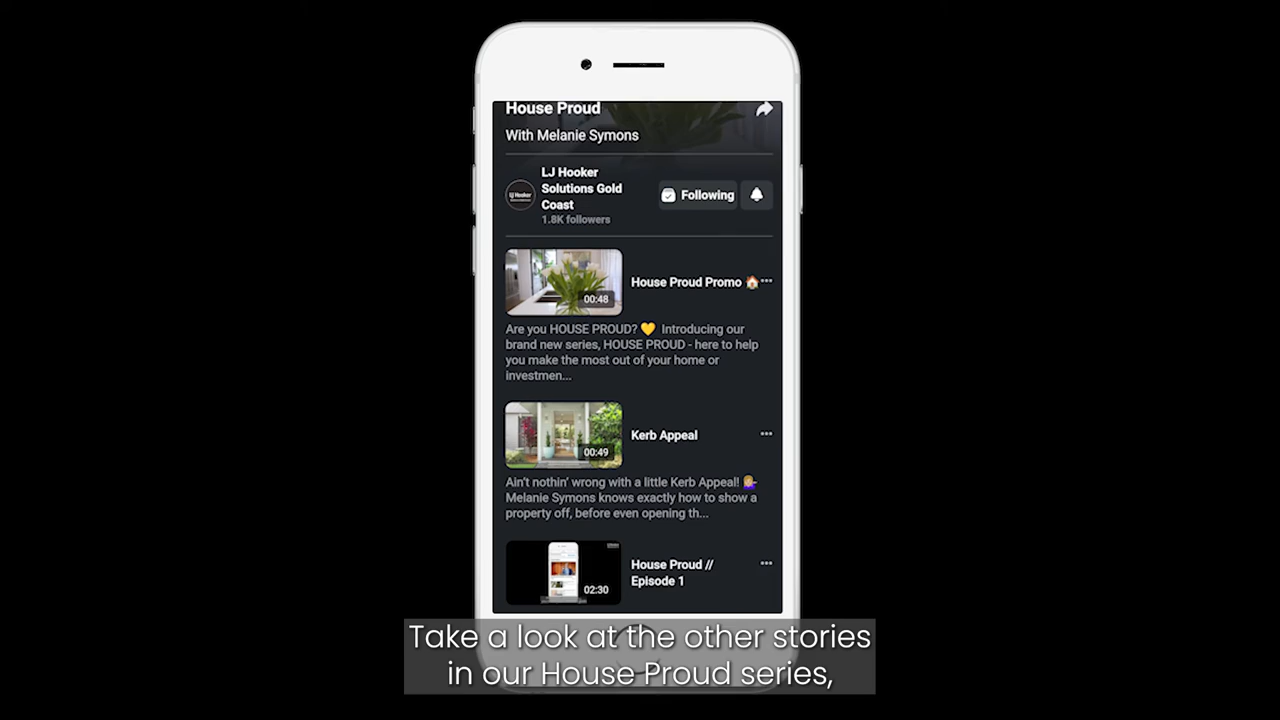 House Proud
With Melanie Symons
LJ Hooker
Solutions Gold
Coast
1.8K followers
Following
00:48
House Proud Promo 🏠
Are you HOUSE PROUD? 💛 Introducing our
brand new series, HOUSE PROUD - here to help
you make the most out of your home or
investmen...
00:49
Kerb Appeal
Ain't nothin' wrong with a little Kerb Appeal! 💁🏼‍♀️
Melanie Symons knows exactly how to show a
property off, before even opening th...
02:30
House Proud //
Episode 1
Take a look at the other stories
in our House Proud series,